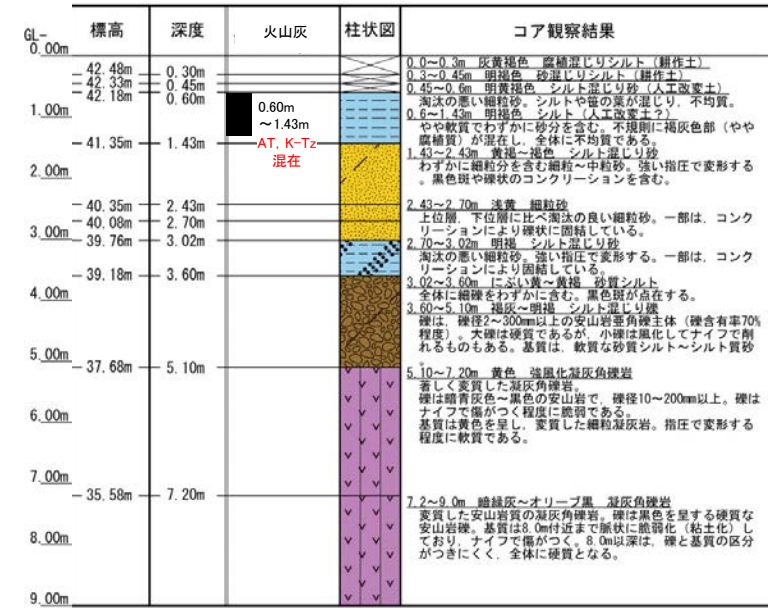 標高 深度 火山灰 柱状図 コア観察結果
GL-
0.00m
1.00m
2.00m
3.00m
4.00m
5.00m
6.00m
7.00m
8.00m
9.00m
42.48m 0.30m
42.33m 0.45m
42.18m 0.60m
41.35m 1.43m
40.35m 2.43m
40.08m 2.70m
39.76m 3.02m
39.18m 3.60m
37.68m 5.10m
35.58m 7.20m
0.60m
~1.43m
AT, K-Tz
混在
0.0~0.3m 灰黄褐色 腐植混じりシルト(耕作土)
0.3~0.45m 明褐色 砂混じりシルト(耕作土)
0.45~0.6m 明黄褐色 シルト混じり砂(人工改変土)
淘汰の悪い細粒砂。シルトや笹の葉が混じり、不均質。
0.6~1.43m 明褐色 シルト(人工改変土?)
やや軟質でわずかに砂分を含む。不規則に褐灰色部(やや
腐植質)が混在し、全体に不均質である。
1.43~2.43m 黄褐~褐色 シルト混じり砂
わずかに細粒分を含む細粒~中粒砂。強い指圧で変形する
。黒色斑や礫状のコンクリーションを含む。
2.43~2.70m 浅黄 細粒砂
上位層、下位層に比べ淘汰の良い細粒砂。一部は、コンク
リーションにより礫状に固結している。
2.70~3.02m 明褐 シルト混じり砂
淘汰の悪い細粒砂。強い指圧で変形する。一部は、コンク
リーションにより固結している。
3.02~3.60m にぶい黄~黄褐 砂質シルト
全体に細礫をわずかに含む。黒色斑が点在する。
3.60~5.10m 褐灰~明褐 シルト混じり礫
礫は、礫径2~300mm以上の安山岩亜角礫主体(礫含有率70%
程度)。大礫は硬質であるが、小礫は風化してナイフで削
れるものもある。基質は、軟質な砂質シルト~シルト質砂
。
5.10~7.20m 黄色 強風化凝灰角礫岩
著しく変質した凝灰角礫岩。
礫は暗青灰色~黒色の安山岩で、礫径10~200mm以上。礫は
ナイフで傷がつく程度に脆弱である。
基質は黄色を呈し、変質した細粒凝灰岩。指圧で変形する
程度に軟質である。
7.2~9.0m 暗緑灰~オリーブ黒 凝灰角礫岩
変質した安山岩質の凝灰角礫岩。礫は黒色を呈する硬質な
安山岩礫。基質は8.0m付近まで脈状に脆弱化(粘土化)し
ており、ナイフで傷がつく。8.0m以深は、礫と基質の区分
がつきにくく、全体に硬質となる。